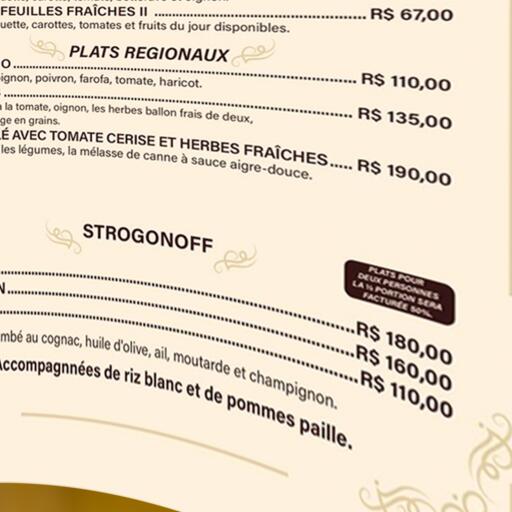 FEUILLES FRAÎCHES II ........ R$ 67,00
uette, carottes, tomates et fruits du jour disponibles.
PLATS REGIONAUX
O ........ R$ 110,00
ignon, poivron, farofa, tomate, haricot.
........ R$ 135,00
la tomate, oignon, les herbes ballon frais de deux,
ge en grains.
É AVEC TOMATE CERISE ET HERBES FRAÎCHES..... R$ 190,00
les légumes, la mélasse de canne à sauce aigre-douce.
STROGONOFF
PLATS POUR
DEUX PERSONNES
LA ½ PORTION SERA
FACTURÉE 50%.
........ R$ 180,00
N ........ R$ 160,00
........ R$ 110,00
mbé au cognac, huile d'olive, ail, moutarde et champignon.
Accompagnnées de riz blanc et de pommes paille.